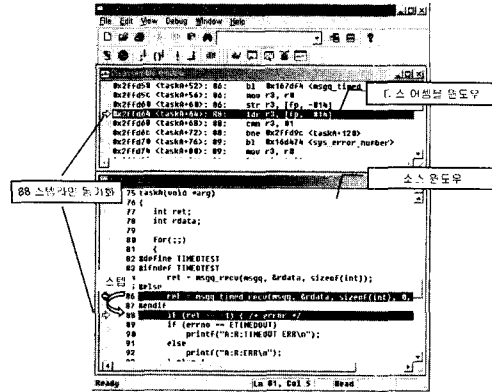 File Edit View Debug Window Help
0x2ffd58 <taskA+52>: 86: bl 0x167df4 <msgq_timed
0x2ffd5c <taskA+56>: 86: mov r3, r0
0x2ffd60 <taskA+60>: 86: str r3, [fp, -#14]
0x2ffd64 <taskA+64>: 88: ldr r3, [fp, -#14]
0x2ffd68 <taskA+68>: 88: cmn r3, #1
0x2ffd6c <taskA+72>: 88: bne 0x2ffd9c <taskA+120>
0x2ffd70 <taskA+76>: 89: bl 0x16d474 <sys_error_number>
0x2ffd74 <taskA+80>: 89: mov r3, r0
디스어셈블 윈도우
88 스텝라인 동기화
소스 윈도우
스텝
75 taskA(void *arg)
76 {
77 int ret;
78 int rdata;
79
80 for(;;)
81 {
82 #define TIMEOTEST
83 #ifndef TIMEOTEST
ret = msgq_recv(msgq, &rdata, sizeof(int));
#else
86 ret = msgq_timed_recv(msgq, &rdata, sizeof(int), 0,
87 #endif
88 if (ret == -1) { /* error */
89 if (errno == ETIMEDOUT)
90 printf("A:R:TIMOUT ERR\n");
91 else
92 printf("A:R:ERR\n");
Ready Ln 81, Col 5 Read